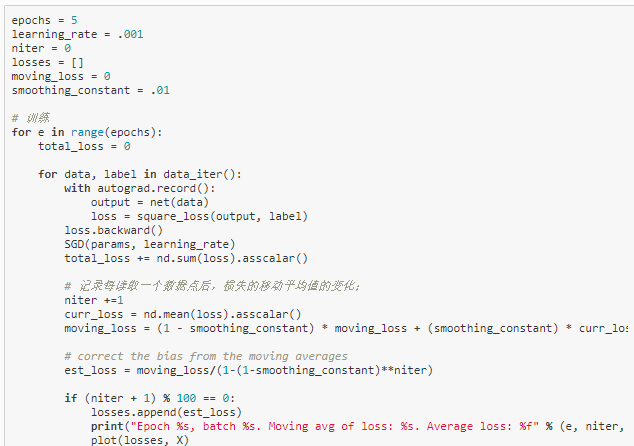 epochs = 5
learning_rate = .001
niter = 0
losses = []
moving_loss = 0
smoothing_constant = .01
# 训练
for e in range(epochs):
total_loss = 0
for data, label in data_iter():
with autograd.record():
output = net(data)
loss = square_loss(output, label)
loss.backward()
SGD(params, learning_rate)
total_loss += nd.sum(loss).asscalar()
# 记录每读取一个数据点后，损失的移动平均值的变化；
niter +=1
curr_loss = nd.mean(loss).asscalar()
moving_loss = (1 - smoothing_constant) * moving_loss + (smoothing_constant) * curr_los
# correct the bias from the moving averages
est_loss = moving_loss/(1-(1-smoothing_constant)**niter)
if (niter + 1) % 100 == 0:
losses.append(est_loss)
print("Epoch %s, batch %s. Moving avg of loss: %s. Average loss: %f" % (e, niter,
plot(losses, X)